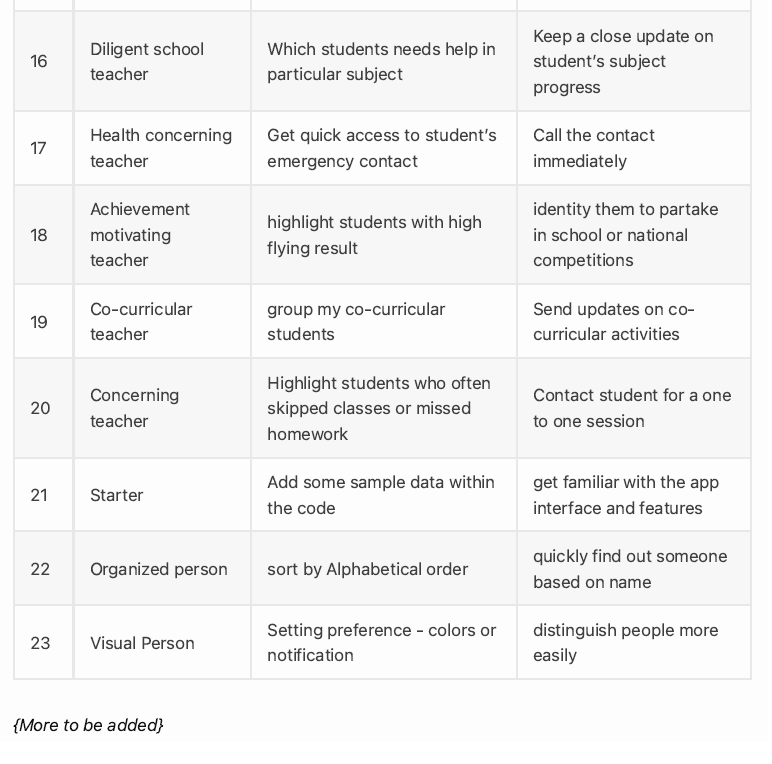 16
Diligent school
teacher
Which students needs help in
particular subject
Keep a close update on
student’s subject
progress
17
Health concerning
teacher
Get quick access to student’s
emergency contact
Call the contact
immediately
18
Achievement
motivating
teacher
highlight students with high
flying result
identity them to partake
in school or national
competitions
19
Co-curricular
teacher
group my co-curricular
students
Send updates on co-
curricular activities
20
Concerning
teacher
Highlight students who often
skipped classes or missed
homework
Contact student for a one
to one session
21
Starter
Add some sample data within
the code
get familiar with the app
interface and features
22
Organized person
sort by Alphabetical order
quickly find out someone
based on name
23
Visual Person
Setting preference - colors or
notification
distinguish people more
easily
{More to be added}